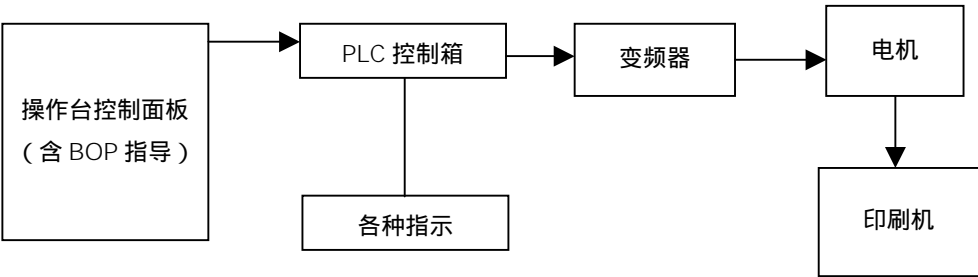 操作台控制面板
（含 BOP 指导）
PLC 控制箱
各种指示
变频器
电机
印刷机